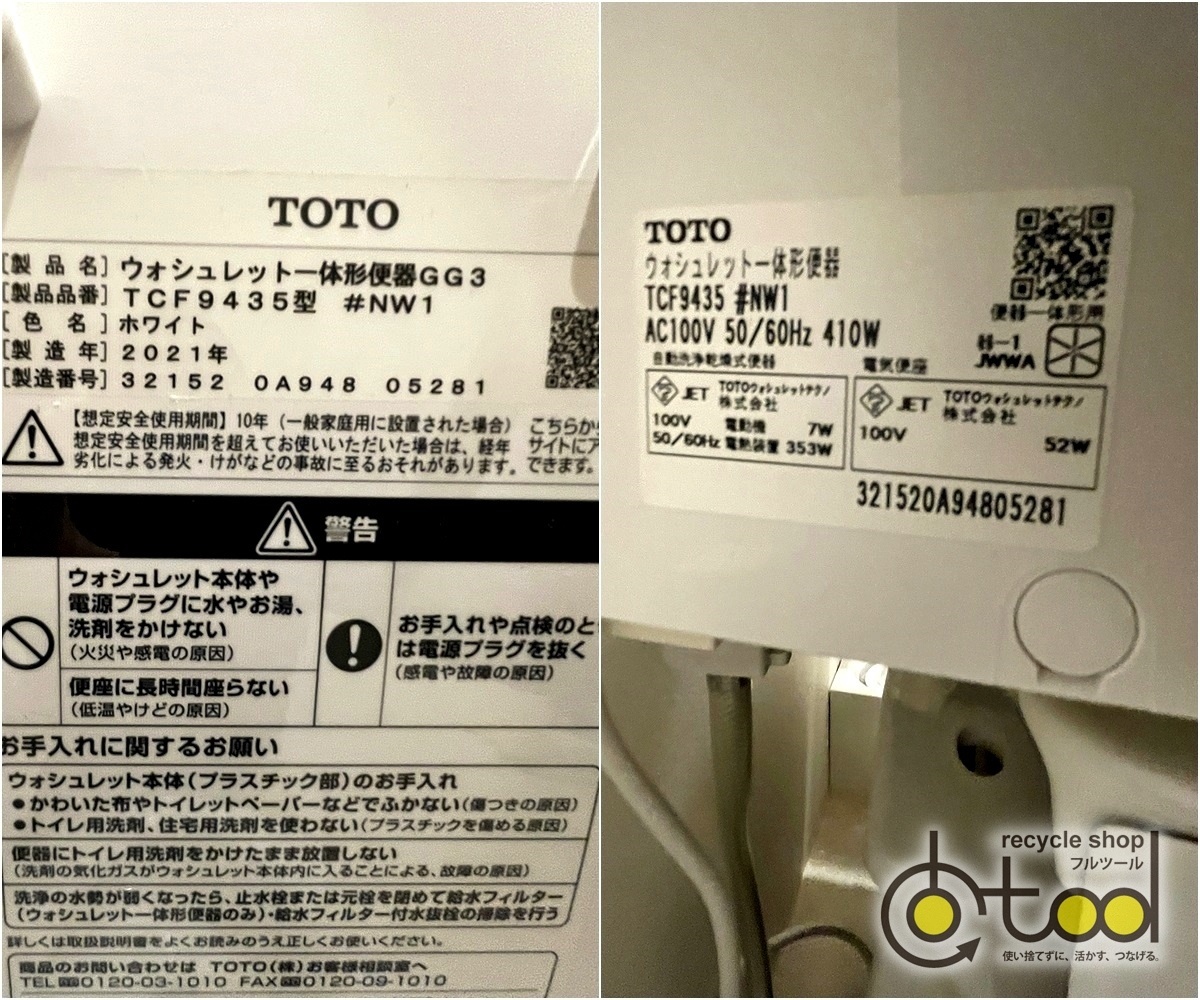 TOTO
[製品名] ウォシュレット一体形便器GG3
[製品品番] TCF9435型 #NW1
[色名] ホワイト
[製造年] 2021年
[製造番号] 32152 0A948 05281
【想定安全使用期間】10年（一般家庭用に設置された場合）
想定安全使用期間を超えてお使いいただいた場合は、経年
劣化による発火・けがなどの事故に至るおそれがあります。
こちらから
サイトにア
できます。
警告
ウォシュレット本体や
電源プラグに水やお湯、
洗剤をかけない
（火災や感電の原因）
便座に長時間座らない
（低温やけどの原因）
お手入れや点検のと
は電源プラグを抜く
（感電や故障の原因）
お手入れに関するお願い
ウォシュレット本体（プラスチック部）のお手入れ
●かわいた布やトイレットペーパーなどでふかない（傷つきの原因）
●トイレ用洗剤、住宅用洗剤を使わない（プラスチックを傷める原因）
便器にトイレ用洗剤をかけたまま放置しない
（洗剤の気化ガスがウォシュレット本体内に入ることによる、故障の原因）
洗浄の水勢が弱くなったら、止水栓または元栓を閉めて給水フィルター
（ウォシュレット一体形便器のみ）・給水フィルター付水抜栓の掃除を行う
詳しくは取扱説明書をよくお読みのうえ正しくお使いください。
商品のお問い合わせは TOTO（株）お客様相談室へ
TEL 0120-03-1010 FAX 0120-09-1010
TOTO
ウォシュレット一体形便器
TCF9435 #NW1
AC100V 50/60Hz 410W
便器一体形用
器-1
JWWA
自動洗浄乾燥式便器
JET TOTOウォシュレットテクノ
株式会社
100V 電動機 7W
50/60Hz 電熱装置 353W
電気便座
JET TOTOウォシュレットテクノ
株式会社
100V 52W
321520A94805281
recycle shop
フルツール
tool
使い捨てずに、活かす、つなげる。